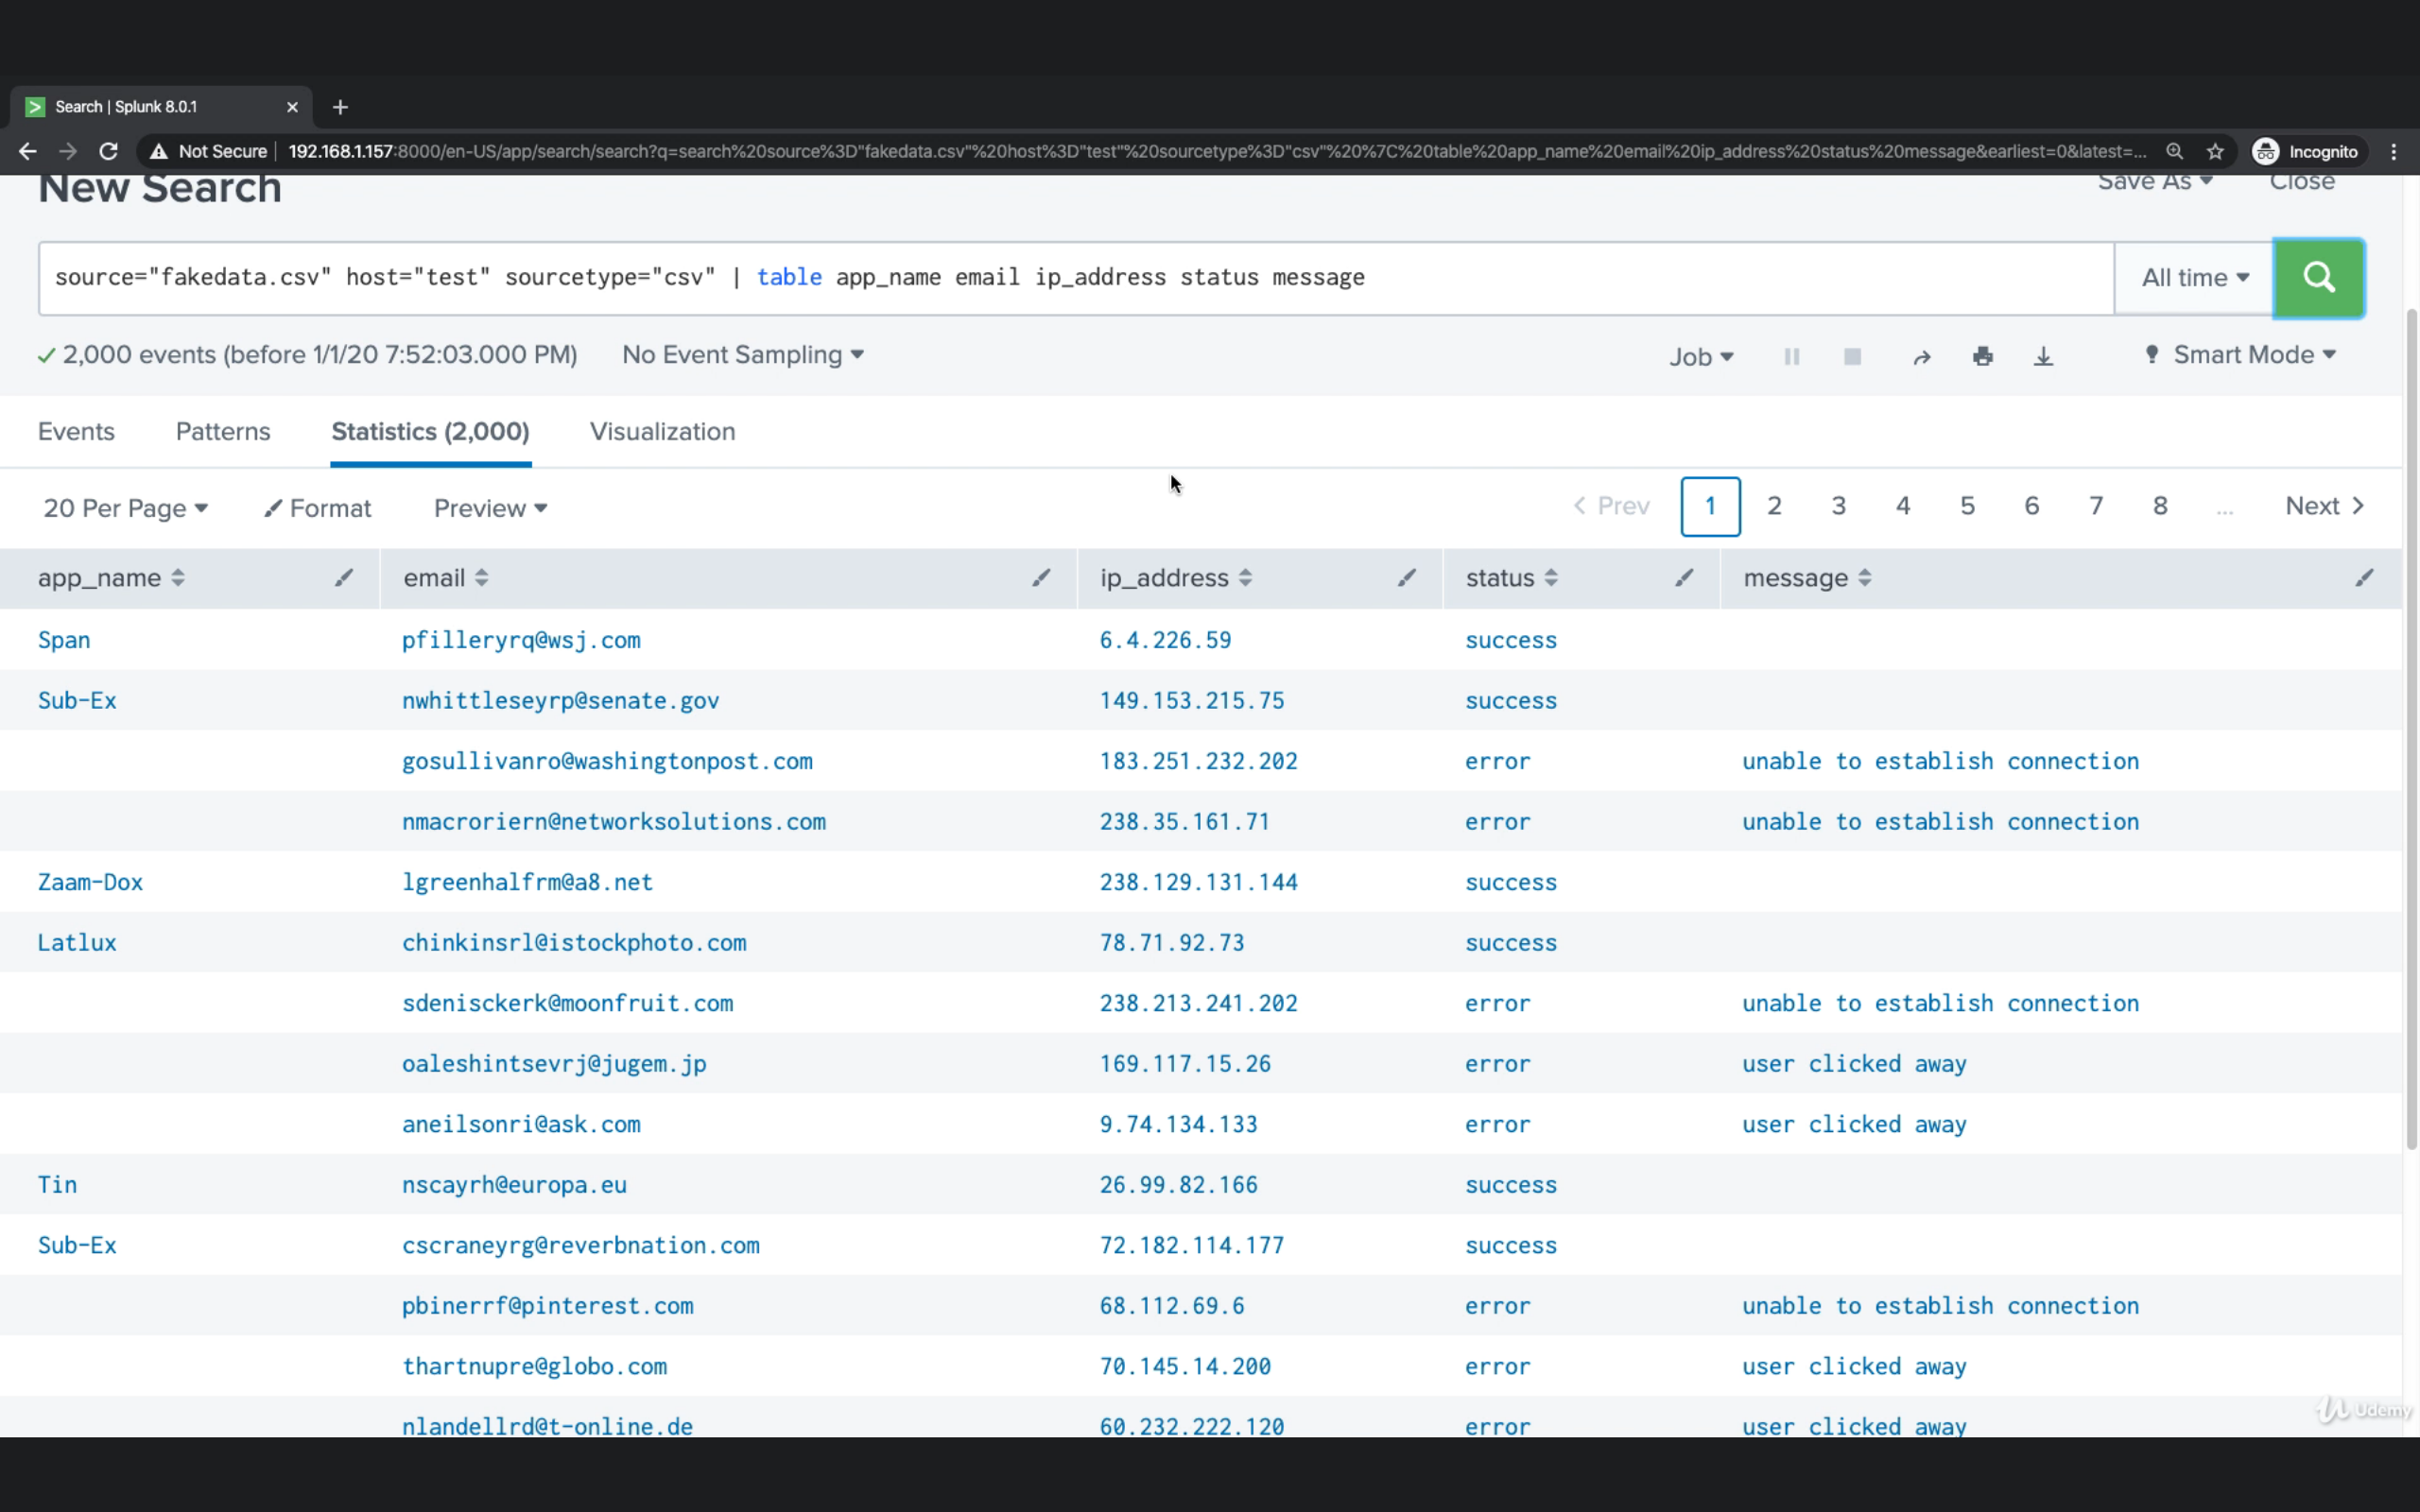 Search | Splunk 8.0.1
Not Secure 192.168.1.157:8000/en-US/app/search/search?q=search%20source%3D"fakedata.csv"%20host%3D"test"%20sourcetype%3D"csv"%20%7C%20table%20app_name%20email%20ip_address%20status%20message&earliest=0&latest=... Incognito
New Search Save As Close
source="fakedata.csv" host="test" sourcetype="csv" | table app_name email ip_address status message All time
2,000 events (before 1/1/20 7:52:03.000 PM) No Event Sampling Job Smart Mode
Events Patterns Statistics (2,000) Visualization
20 Per Page Format Preview Prev 1 2 3 4 5 6 7 8 ... Next
app_name email ip_address status message
Span pfilleryrq@wsj.com 6.4.226.59 success
Sub-Ex nwhittleseyrp@senate.gov 149.153.215.75 success
gosullivanro@washingtonpost.com 183.251.232.202 error unable to establish connection
nmacroriern@networksolutions.com 238.35.161.71 error unable to establish connection
Zaam-Dox lgreenhalfrm@a8.net 238.129.131.144 success
Latlux chinkinsrl@istockphoto.com 78.71.92.73 success
sdenisckerk@moonfruit.com 238.213.241.202 error unable to establish connection
oaleshintsevrj@jugem.jp 169.117.15.26 error user clicked away
aneilsonri@ask.com 9.74.134.133 error user clicked away
Tin nscayrh@europa.eu 26.99.82.166 success
Sub-Ex cscraneyrg@reverbnation.com 72.182.114.177 success
pbinerrf@pinterest.com 68.112.69.6 error unable to establish connection
thartnupre@globo.com 70.145.14.200 error user clicked away
nlandellrd@t-online.de 60.232.222.120 error user clicked away
Udemy